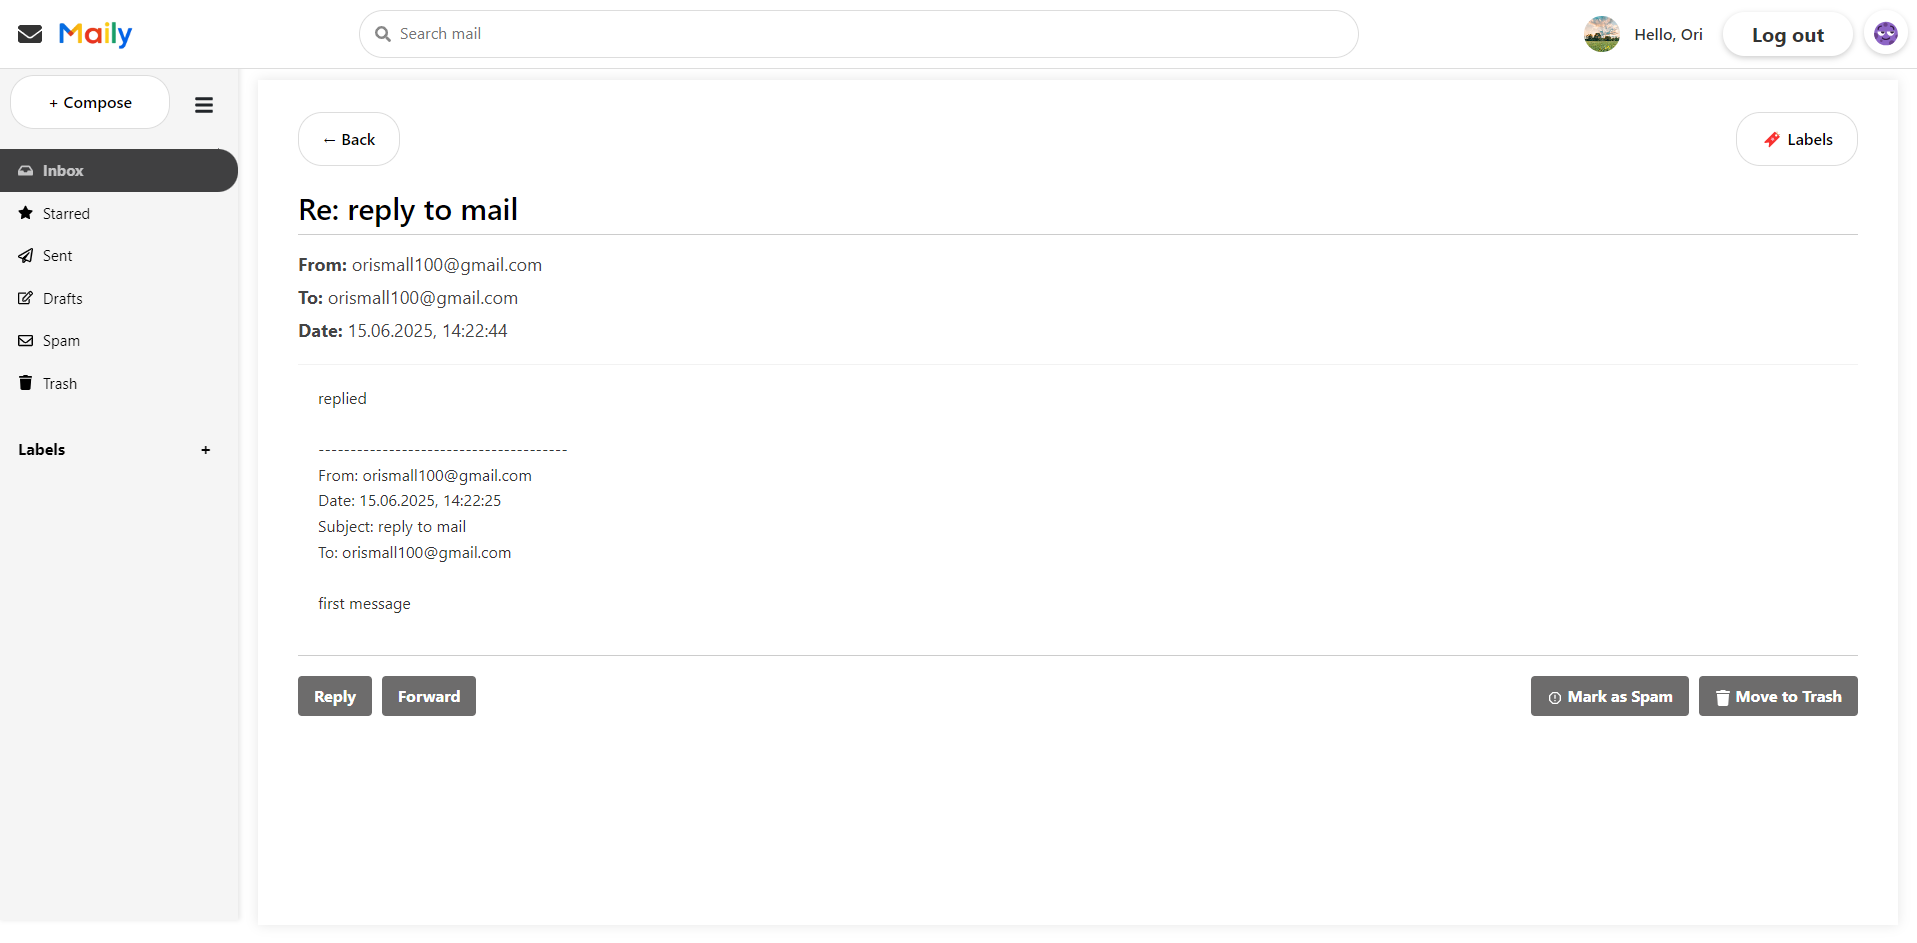 Maily
Search mail
Hello, Ori
Log out
+ Compose
Inbox
Starred
Sent
Drafts
Spam
Trash
Labels +
← Back
Labels
Re: reply to mail
From: orismall100@gmail.com
To: orismall100@gmail.com
Date: 15.06.2025, 14:22:44
replied
---------------------------------------
From: orismall100@gmail.com
Date: 15.06.2025, 14:22:25
Subject: reply to mail
To: orismall100@gmail.com
first message
Reply
Forward
Mark as Spam
Move to Trash